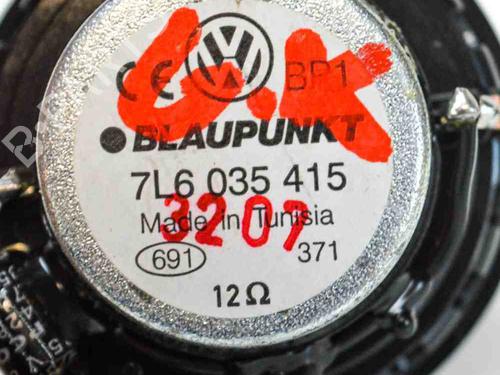 CE BP1
O.K
BLAUPUNKT
7L6 035 415
Made in Tunisia
3207
691 371
12Ω